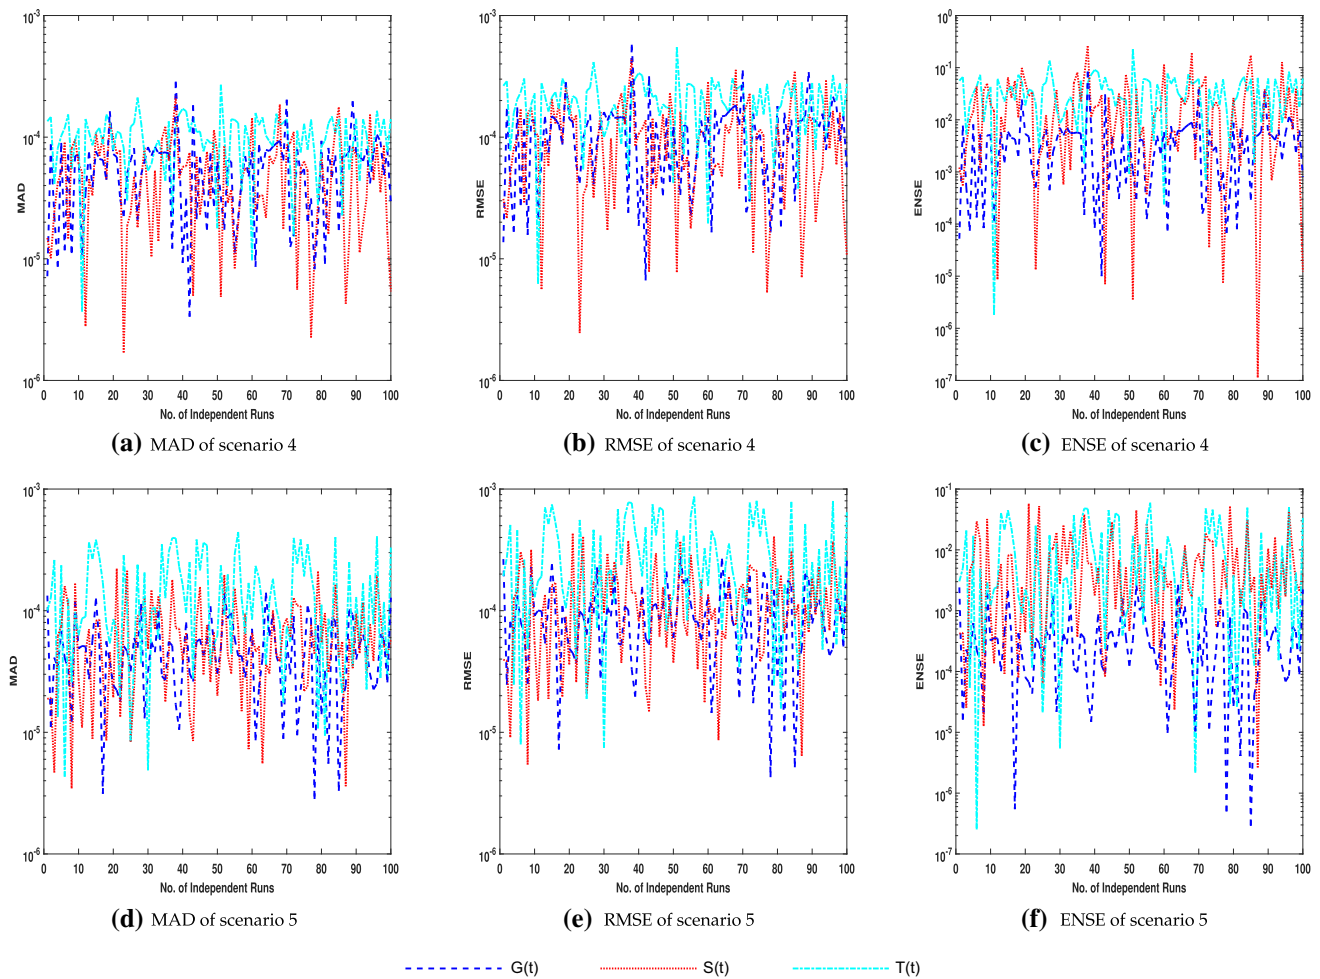 10^-3
10^-4
10^-5
10^-6
MAD
0 10 20 30 40 50 60 70 80 90 100
No. of Independent Runs
(a) MAD of scenario 4
10^-3
10^-4
10^-5
10^-6
RMSE
0 10 20 30 40 50 60 70 80 90 100
No. of Independent Runs
(b) RMSE of scenario 4
10^0
10^-1
10^-2
10^-3
10^-4
10^-5
10^-6
10^-7
ENSE
0 10 20 30 40 50 60 70 80 90 100
No. of Independent Runs
(c) ENSE of scenario 4
10^-3
10^-4
10^-5
10^-6
MAD
0 10 20 30 40 50 60 70 80 90 100
No. of Independent Runs
(d) MAD of scenario 5
10^-3
10^-4
10^-5
10^-6
RMSE
0 10 20 30 40 50 60 70 80 90 100
No. of Independent Runs
(e) RMSE of scenario 5
10^-1
10^-2
10^-3
10^-4
10^-5
10^-6
10^-7
ENSE
0 10 20 30 40 50 60 70 80 90 100
No. of Independent Runs
(f) ENSE of scenario 5
G(t) S(t) T(t)